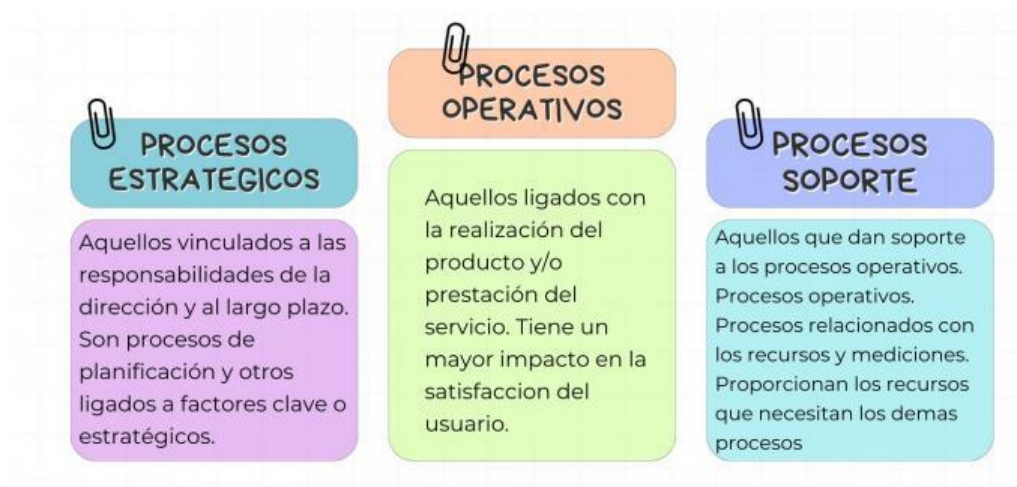 PROCESOS
ESTRATEGICOS
Aquellos vinculados a las
responsabilidades de la
dirección y al largo plazo.
Son procesos de
planificación y otros
ligados a factores clave o
estratégicos.
PROCESOS
OPERATIVOS
Aquellos ligados con
la realización del
producto y/o
prestación del
servicio. Tiene un
mayor impacto en la
satisfaccion del
usuario.
PROCESOS
SOPORTE
Aquellos que dan soporte
a los procesos operativos.
Procesos operativos.
Procesos relacionados con
los recursos y mediciones.
Proporcionan los recursos
que necesitan los demas
procesos